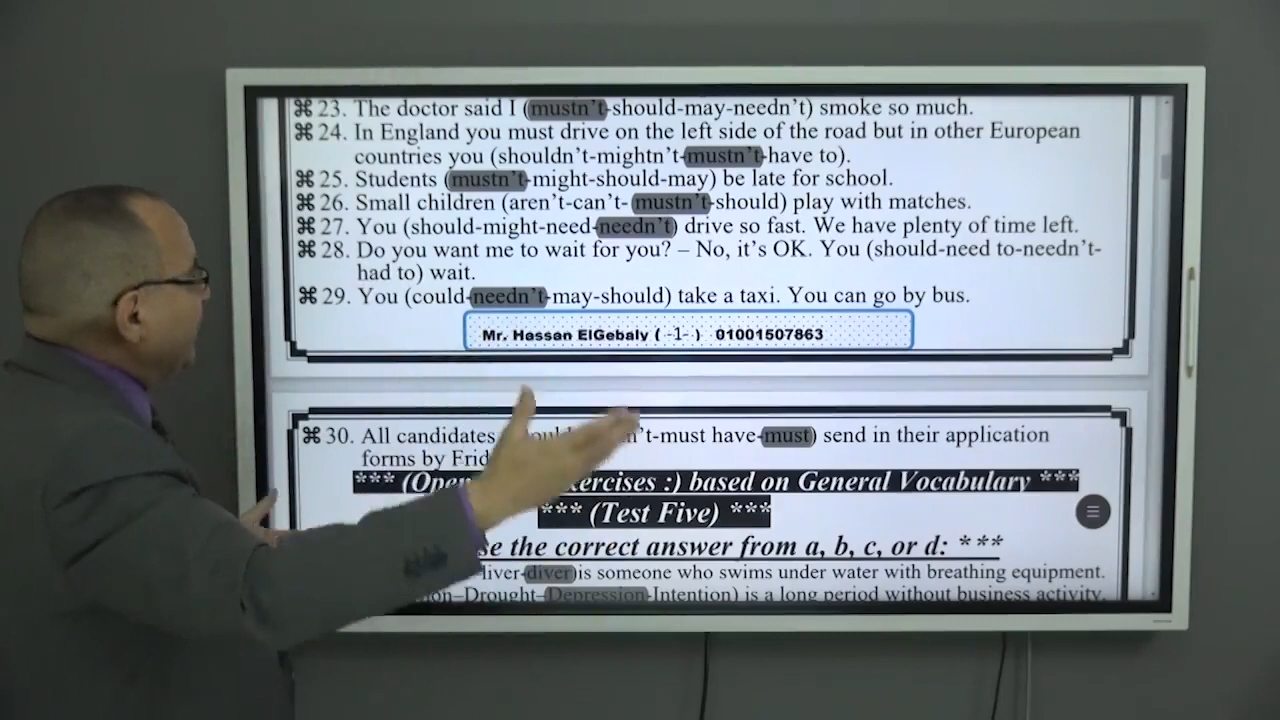 ⌘ 23. The doctor said I (mustn't-should-may-needn't) smoke so much.
⌘ 24. In England you must drive on the left side of the road but in other European
countries you (shouldn't-mightn't-mustn't-have to).
⌘ 25. Students (mustn't-might-should-may) be late for school.
⌘ 26. Small children (aren't-can't- mustn't-should) play with matches.
⌘ 27. You (should-might-need-needn't) drive so fast. We have plenty of time left.
⌘ 28. Do you want me to wait for you? – No, it's OK. You (should-need to-needn't-
had to) wait.
⌘ 29. You (could-needn't-may-should) take a taxi. You can go by bus.
Mr. Hassan ElGebaly ( -1- ) 01001507863
⌘ 30. All candidates must have-must) send in their application
forms by
*** based on General Vocabulary ***
*** (Test Five) ***
the correct answer from a, b, c, or d: ***
diver) is someone who swims under water with breathing equipment.
–Drought–Depression-Intention) is a long period without business activity.